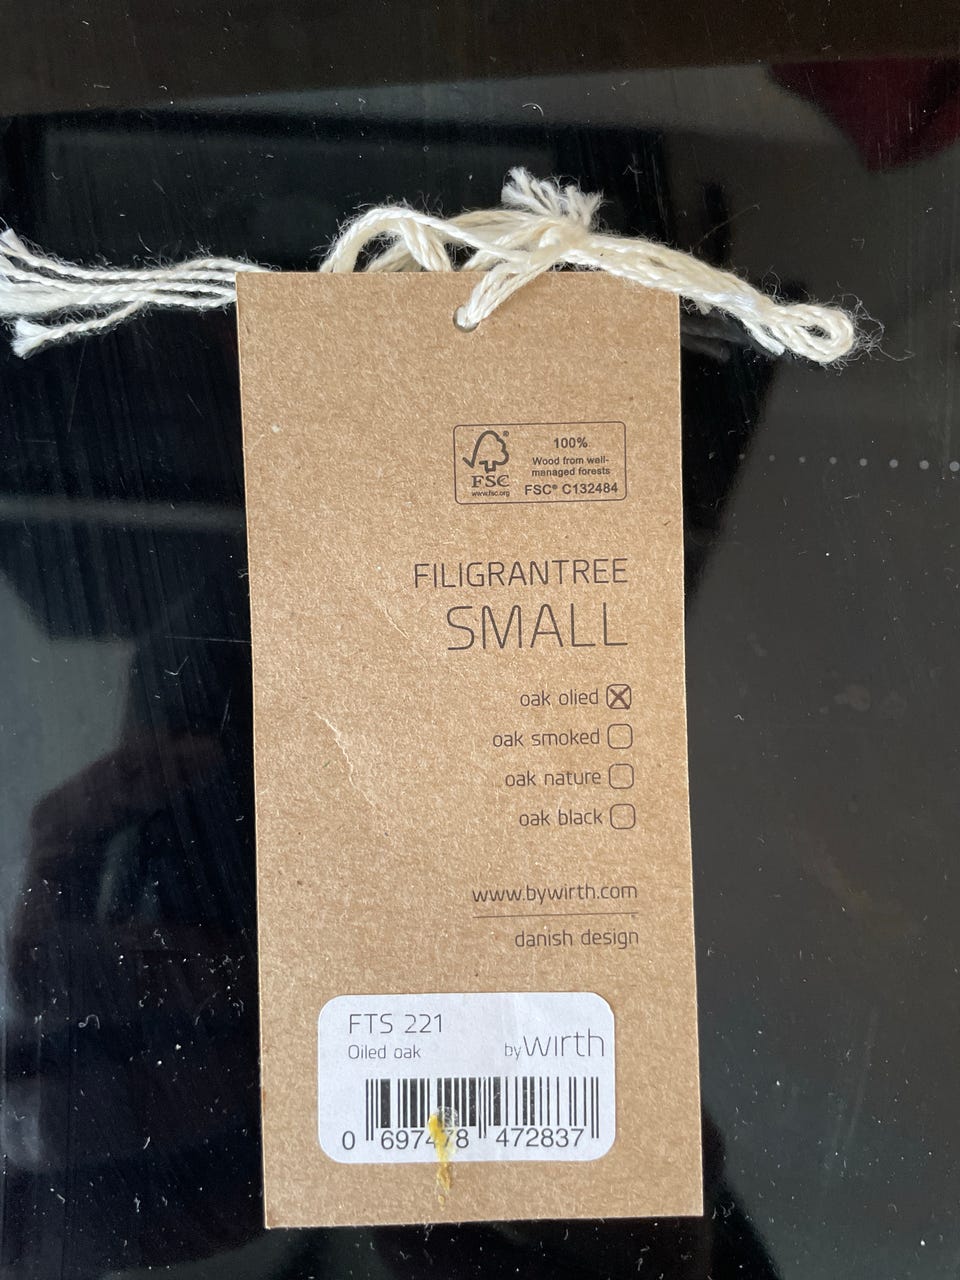 FSC®
www.fsc.org
100%
Wood from well-
managed forests
FSC® C132484
FILIGRANTREE
SMALL
oak olied
oak smoked
oak nature
oak black
www.bywirth.com
danish design
FTS 221
Oiled oak
by wirth
0 697478 472837